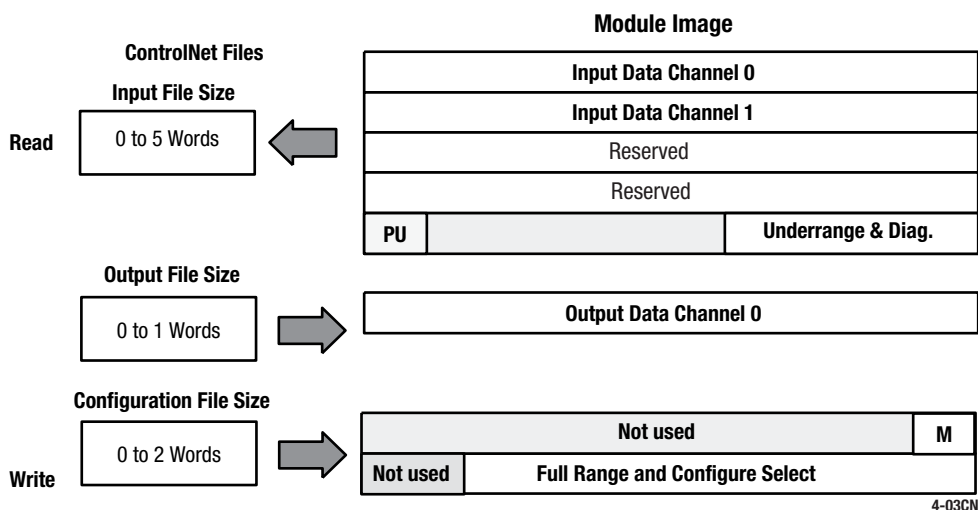 Module Image
ControlNet Files
Input File Size
Read
0 to 5 Words
Input Data Channel 0
Input Data Channel 1
Reserved
Reserved
PU
Underrange & Diag.
Output File Size
0 to 1 Words
Output Data Channel 0
Configuration File Size
0 to 2 Words
Write
Not used
M
Not used
Full Range and Configure Select
4-03CN